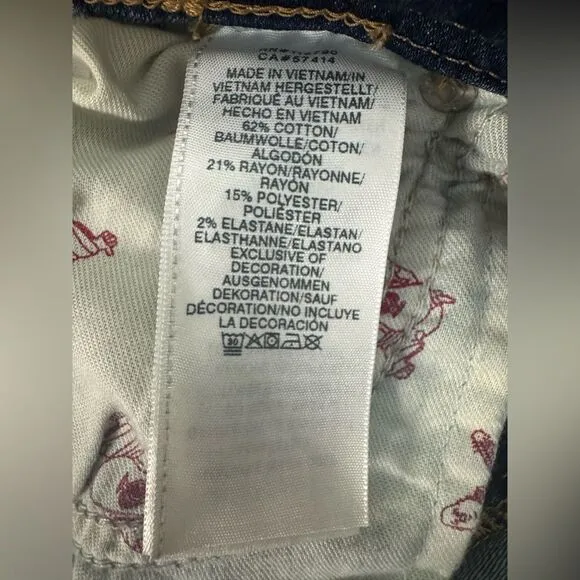 CA#57414
MADE IN VIETNAM/IN
VIETNAM HERGESTELLT/
FABRIQUÉ AU VIETNAM/
HECHO EN VIETNAM
62% COTTON/
BAUMWOLLE/COTON/
ALGODÓN
21% RAYON/RAYONNE/
RAYÓN
15% POLYESTER/
POLIÉSTER
2% ELASTANE/ELASTAN/
ELASTHANNE/ELASTANO
EXCLUSIVE OF
DECORATION/
AUSGENOMMEN
DEKORATION/SAUF
DÉCORATION/NO INCLUYE
LA DECORACIÓN
30